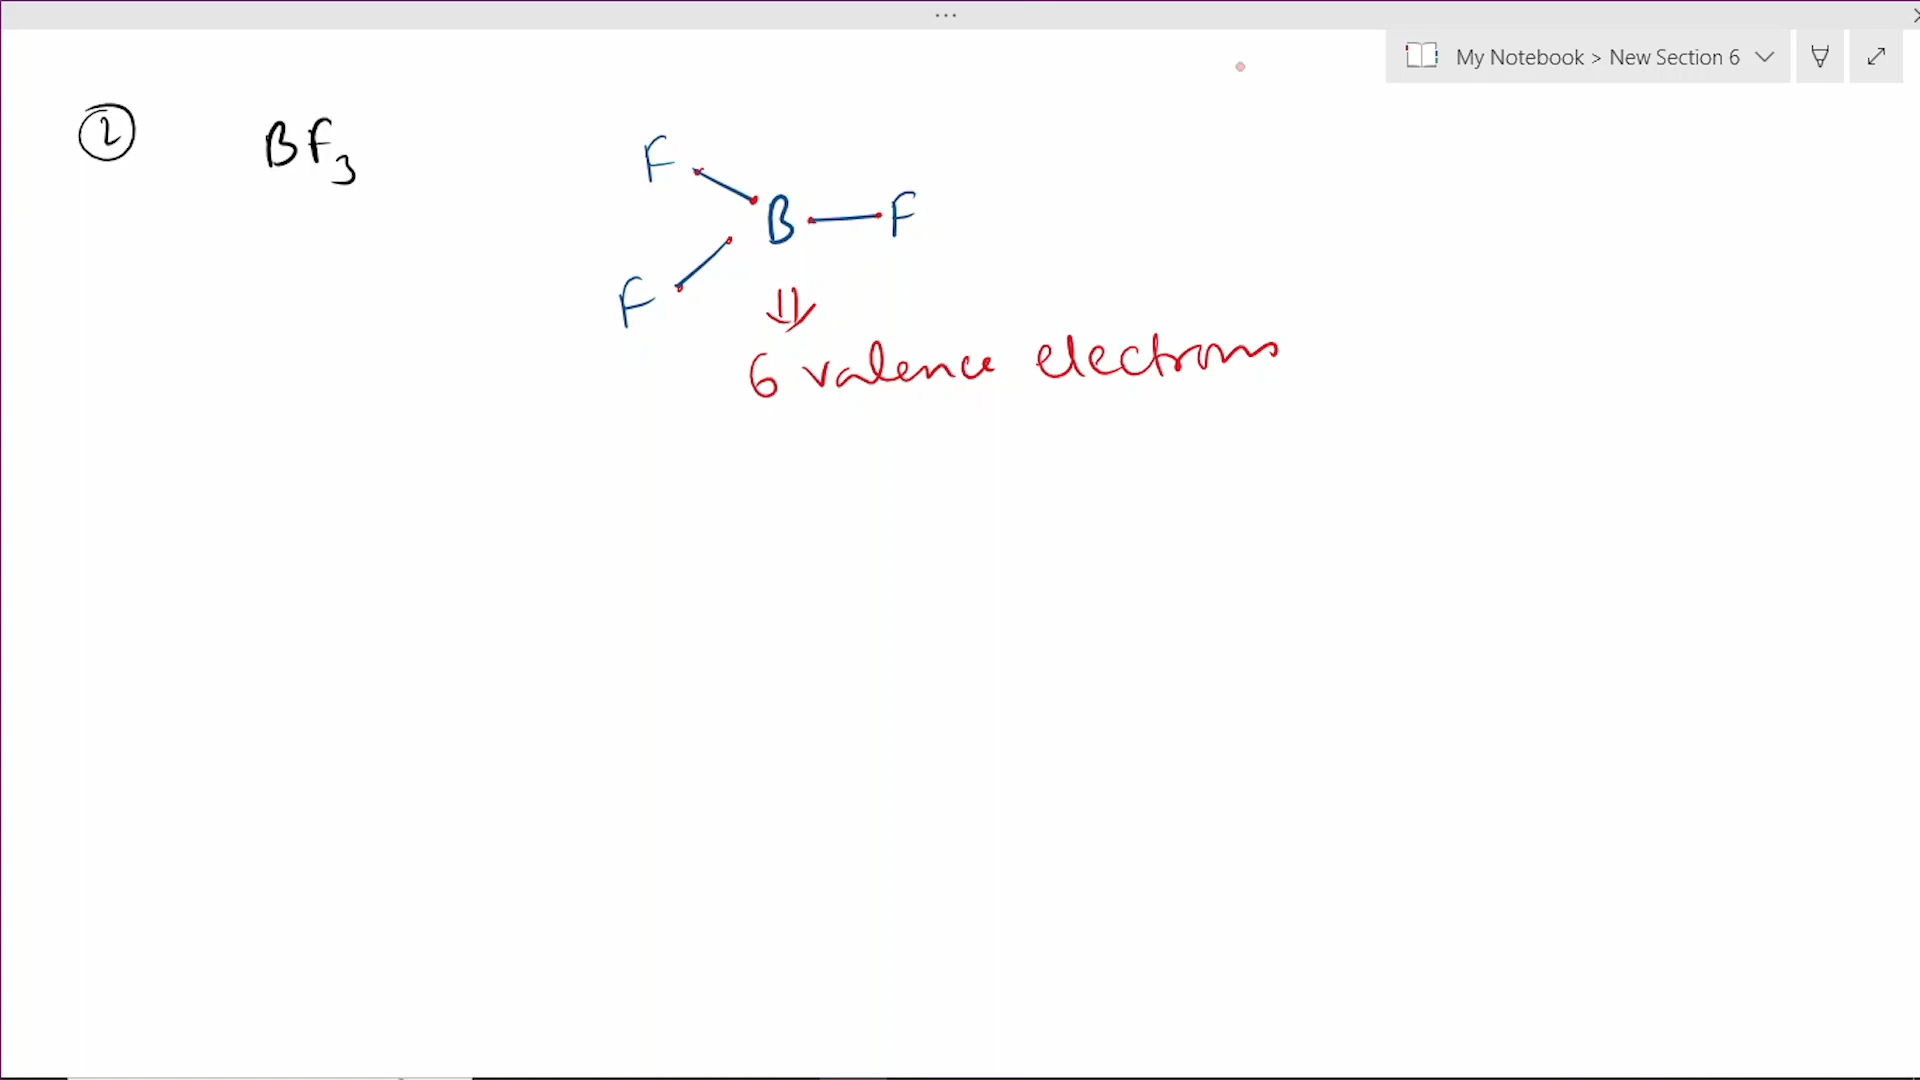 ...
My Notebook > New Section 6
② BF₃
F
B — F
F
⇓
6 valence electrons